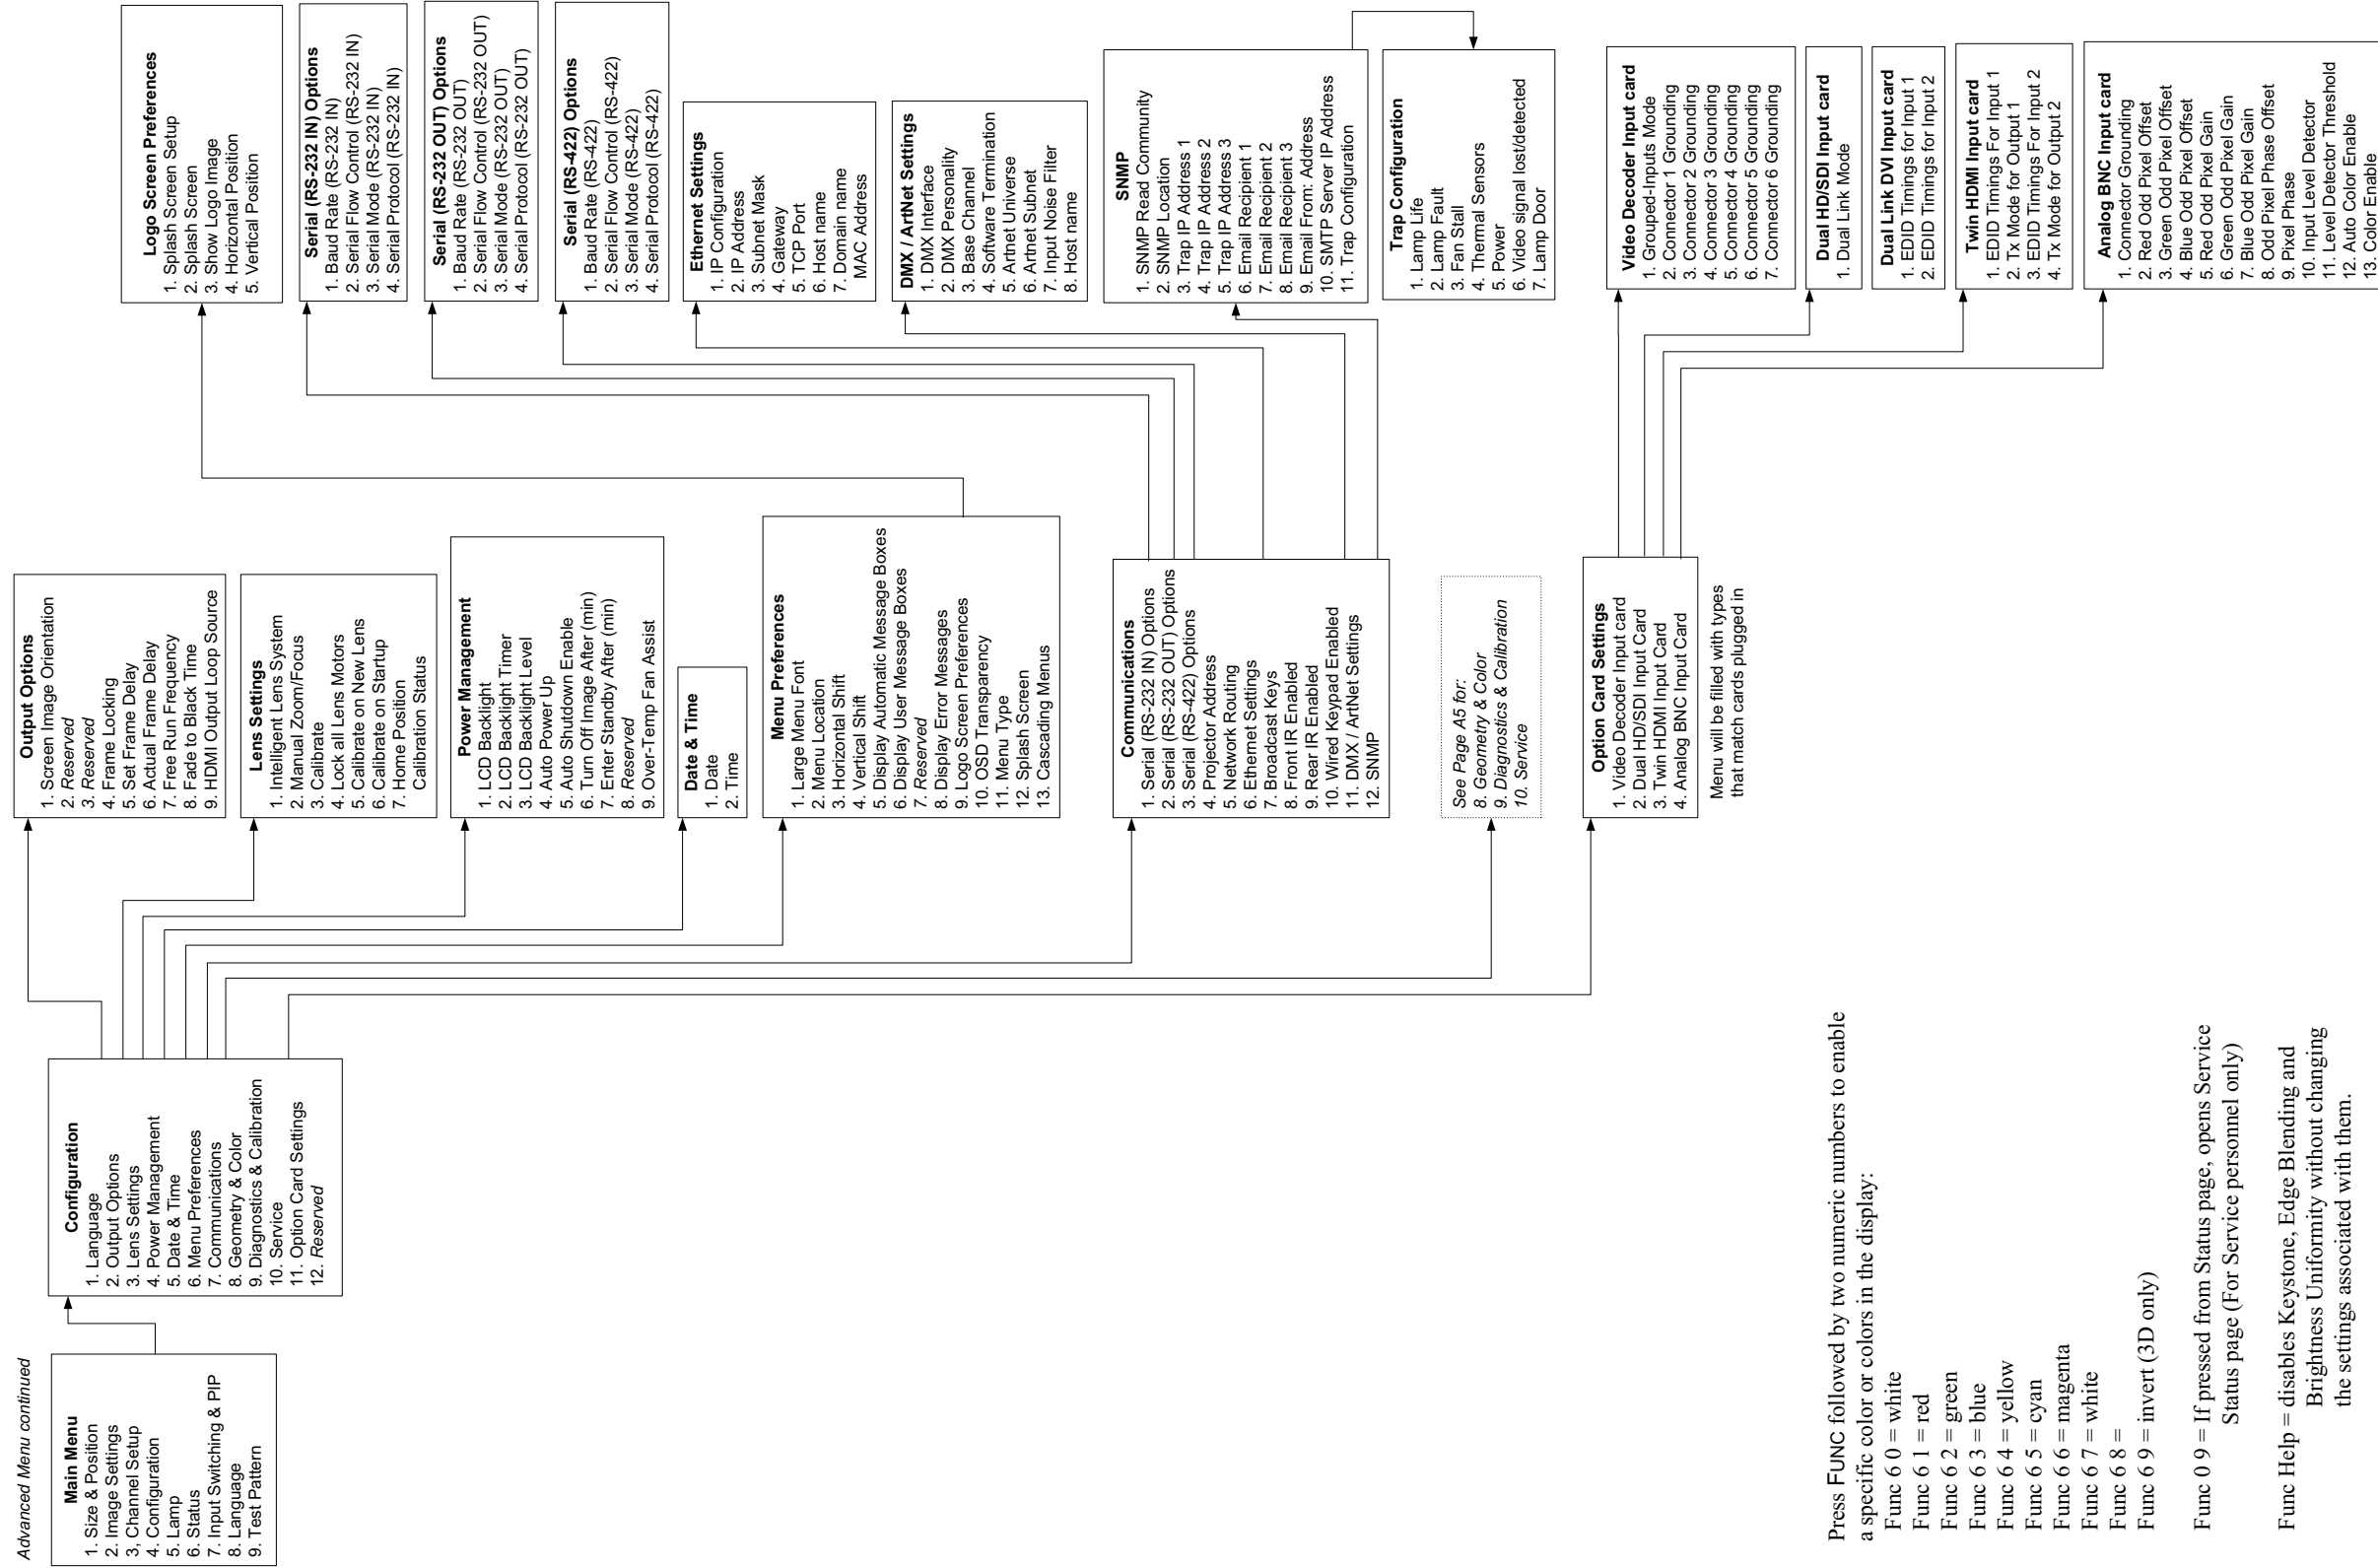 Advanced Menu continued
Main Menu
1. Size & Position
2. Image Settings
3, Channel Setup
4. Configuration
5. Lamp
6. Status
7. Input Switching & PIP
8. Language
9. Test Pattern
Configuration
1. Language
2. Output Options
3. Lens Settings
4. Power Management
5. Date & Time
6. Menu Preferences
7. Communications
8. Geometry & Color
9. Diagnostics & Calibration
10. Service
11. Option Card Settings
12. Reserved
Output Options
1. Screen Image Orientation
2. Reserved
3. Reserved
4. Frame Locking
5. Set Frame Delay
6. Actual Frame Delay
7. Free Run Frequency
8. Fade to Black Time
9. HDMI Output Loop Source
Lens Settings
1. Intelligent Lens System
2. Manual Zoom/Focus
3. Calibrate
4. Lock all Lens Motors
5. Calibrate on New Lens
6. Calibrate on Startup
7. Home Position
Calibration Status
Power Management
1. LCD Backlight
2. LCD Backlight Timer
3. LCD Backlight Level
4. Auto Power Up
5. Auto Shutdown Enable
6. Turn Off Image After (min)
7. Enter Standby After (min)
8. Reserved
9. Over-Temp Fan Assist
Date & Time
1. Date
2. Time
Menu Preferences
1. Large Menu Font
2. Menu Location
3. Horizontal Shift
4. Vertical Shift
5. Display Automatic Message Boxes
6. Display User Message Boxes
7. Reserved
8. Display Error Messages
9. Logo Screen Preferences
10. OSD Transparency
11. Menu Type
12. Splash Screen
13. Cascading Menus
Communications
1. Serial (RS-232 IN) Options
2. Serial (RS-232 OUT) Options
3. Serial (RS-422) Options
4. Projector Address
5. Network Routing
6. Ethernet Settings
7. Broadcast Keys
8. Front IR Enabled
9. Rear IR Enabled
10. Wired Keypad Enabled
11. DMX / ArtNet Settings
12. SNMP
See Page A5 for:
8. Geometry & Color
9. Diagnostics & Calibration
10. Service
Option Card Settings
1. Video Decoder Input card
2. Dual HD/SDI Input Card
3. Twin HDMI Input Card
4. Analog BNC Input Card
Menu will be filled with types
that match cards plugged in
Logo Screen Preferences
1. Splash Screen Setup
2. Splash Screen
3. Show Logo Image
4. Horizontal Position
5. Vertical Position
Serial (RS-232 IN) Options
1. Baud Rate (RS-232 IN)
2. Serial Flow Control (RS-232 IN
3. Serial Mode (RS-232 IN)
4. Serial Protocol (RS-232 IN)
Serial (RS-232 OUT) Options
1. Baud Rate (RS-232 OUT)
2. Serial Flow Control (RS-232 OUT)
3. Serial Mode (RS-232 OUT)
4. Serial Protocol (RS-232 OUT)
Serial (RS-422) Options
1. Baud Rate (RS-422)
2. Serial Flow Control (RS-422)
3. Serial Mode (RS-422)
4. Serial Protocol (RS-422)
Ethernet Settings
1. IP Configuration
2. IP Address
3. Subnet Mask
4. Gateway
5. TCP Port
6. Host name
7. Domain name
MAC Address
DMX / ArtNet Settings
1. DMX Interface
2. DMX Personality
3. Base Channel
4. Software Termination
5. Artnet Universe
6. Artnet Subnet
7. Input Noise Filter
8. Host name
SNMP
1. SNMP Read Community
2. SNMP Location
3. Trap IP Address 1
4. Trap IP Address 2
5. Trap IP Address 3
6. Email Recipient 1
7. Email Recipient 2
8. Email Recipient 3
9. Email From: Address
10. SMTP Server IP Address
11. Trap Configuration
Trap Configuration
1. Lamp Life
2. Lamp Fault
3. Fan Stall
4. Thermal Sensors
5. Power
6. Video signal lost/detected
7. Lamp Door
Video Decoder Input card
1. Grouped-Inputs Mode
2. Connector 1 Grounding
3. Connector 2 Grounding
4. Connector 3 Grounding
5. Connector 4 Grounding
6. Connector 5 Grounding
7. Connector 6 Grounding
Dual HD/SDI Input card
1. Dual Link Mode
Dual Link DVI Input card
1. EDID Timings for Input 1
2. EDID Timings for Input 2
Twin HDMI Input card
1. EDID Timings For Input 1
2. Tx Mode for Output 1
3. EDID Timings For Input 2
4. Tx Mode for Output 2
Analog BNC Input card
1. Connector Grounding
2. Red Odd Pixel Offset
3. Green Odd Pixel Offset
4. Blue Odd Pixel Offset
5. Red Odd Pixel Gain
6. Green Odd Pixel Gain
7. Blue Odd Pixel Gain
8. Odd Pixel Phase Offset
9. Pixel Phase
10. Input Level Detector
11. Level Detector Threshold
12. Auto Color Enable
13. Color Enable
Press FUNC followed by two numeric numbers to enable
a specific color or colors in the display:
Func 6 0 = white
Func 6 1 = red
Func 6 2 = green
Func 6 3 = blue
Func 6 4 = yellow
Func 6 5 = cyan
Func 6 6 = magenta
Func 6 7 = white
Func 6 8 =
Func 6 9 = invert (3D only)
Func 0 9 = If pressed from Status page, opens Service
Status page (For Service personnel only)
Func Help = disables Keystone, Edge Blending and
Brightness Uniformity without changing
the settings associated with them.